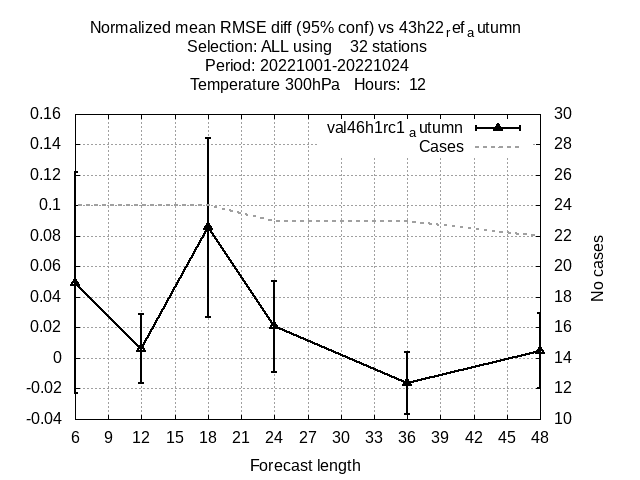 Normalized mean RMSE diff (95% conf) vs 43h22refautumn
Selection: ALL using 32 stations
Period: 20221001-20221024
Temperature 300hPa Hours: 12
val46h1rc1autumn
Cases
0.16
0.14
0.12
0.1
0.08
0.06
0.04
0.02
0
-0.02
-0.04
30
28
26
24
22
20
18
16
14
12
10
No cases
6 9 12 15 18 21 24 27 30 33 36 39 42 45 48
Forecast length